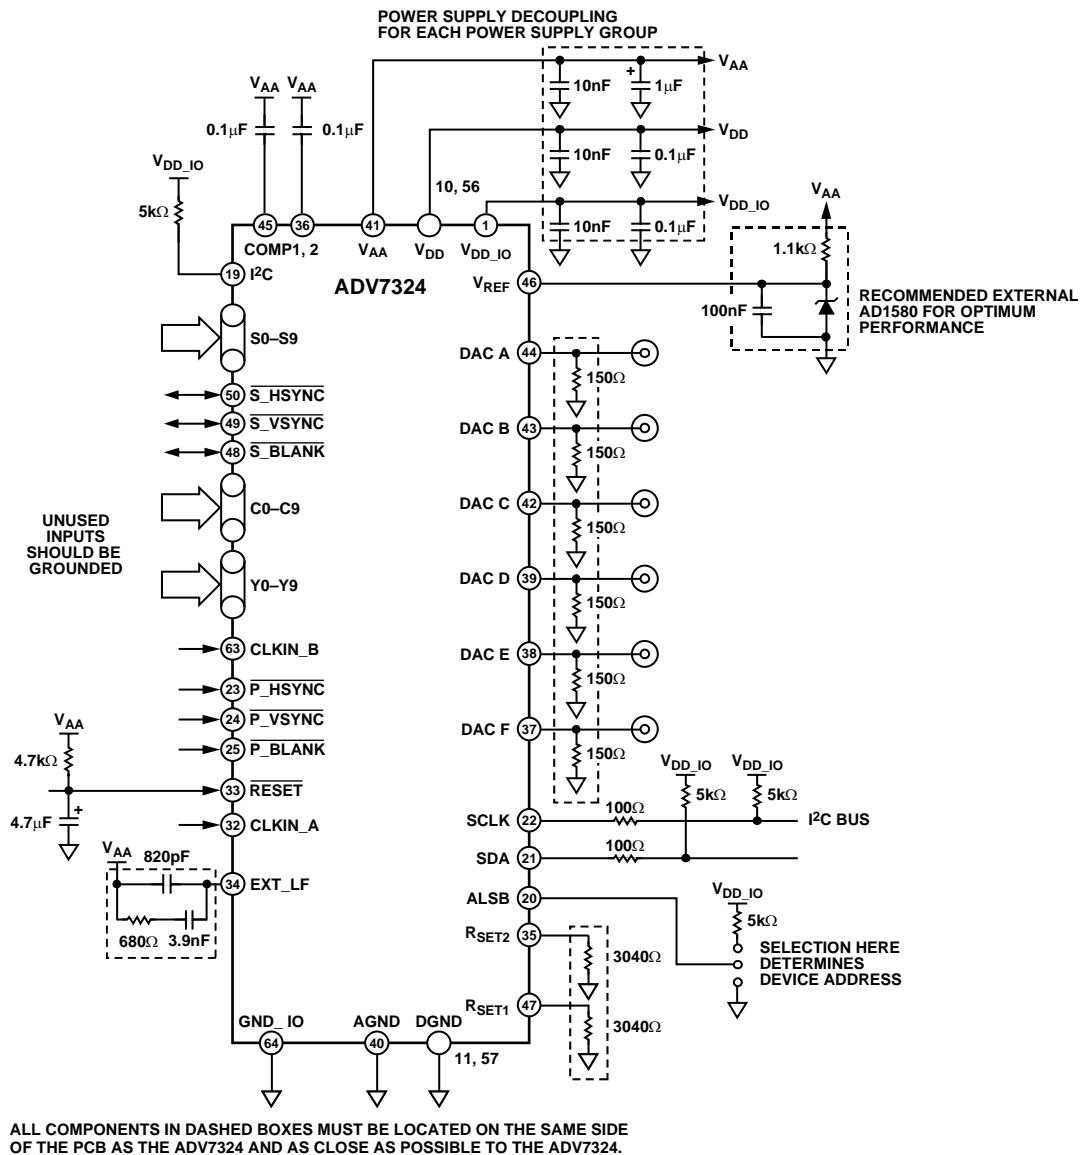 POWER SUPPLY DECOUPLING
FOR EACH POWER SUPPLY GROUP
VAA
10nF
1µF
VAA
VAA
0.1µF
0.1µF
VDD
10nF
0.1µF
VDD_IO
5kΩ
10, 56
VAA
VDD_IO
10nF
0.1µF
45
36
41
1
COMP1, 2
VAA
VDD
VDD_IO
1.1kΩ
19
I2C
ADV7324
VREF
46
100nF
RECOMMENDED EXTERNAL
AD1580 FOR OPTIMUM
PERFORMANCE
S0–S9
DAC A
44
150Ω
50
S_HSYNC
49
S_VSYNC
48
S_BLANK
DAC B
43
150Ω
C0–C9
DAC C
42
150Ω
UNUSED
INPUTS
SHOULD BE
GROUNDED
Y0–Y9
DAC D
39
150Ω
63
CLKIN_B
DAC E
38
150Ω
23
P_HSYNC
24
P_VSYNC
25
P_BLANK
DAC F
37
150Ω
VAA
4.7kΩ
+
4.7µF
33
RESET
32
CLKIN_A
VDD_IO
VDD_IO
5kΩ
5kΩ
SCLK
22
100Ω
I2C BUS
SDA
21
100Ω
VAA
820pF
34
EXT_LF
680Ω
3.9nF
ALSB
20
VDD_IO
5kΩ
SELECTION HERE
DETERMINES
DEVICE ADDRESS
RSET2
35
3040Ω
RSET1
47
3040Ω
GND_ IO
AGND
DGND
64
40
11, 57
ALL COMPONENTS IN DASHED BOXES MUST BE LOCATED ON THE SAME SIDE
OF THE PCB AS THE ADV7324 AND AS CLOSE AS POSSIBLE TO THE ADV7324.